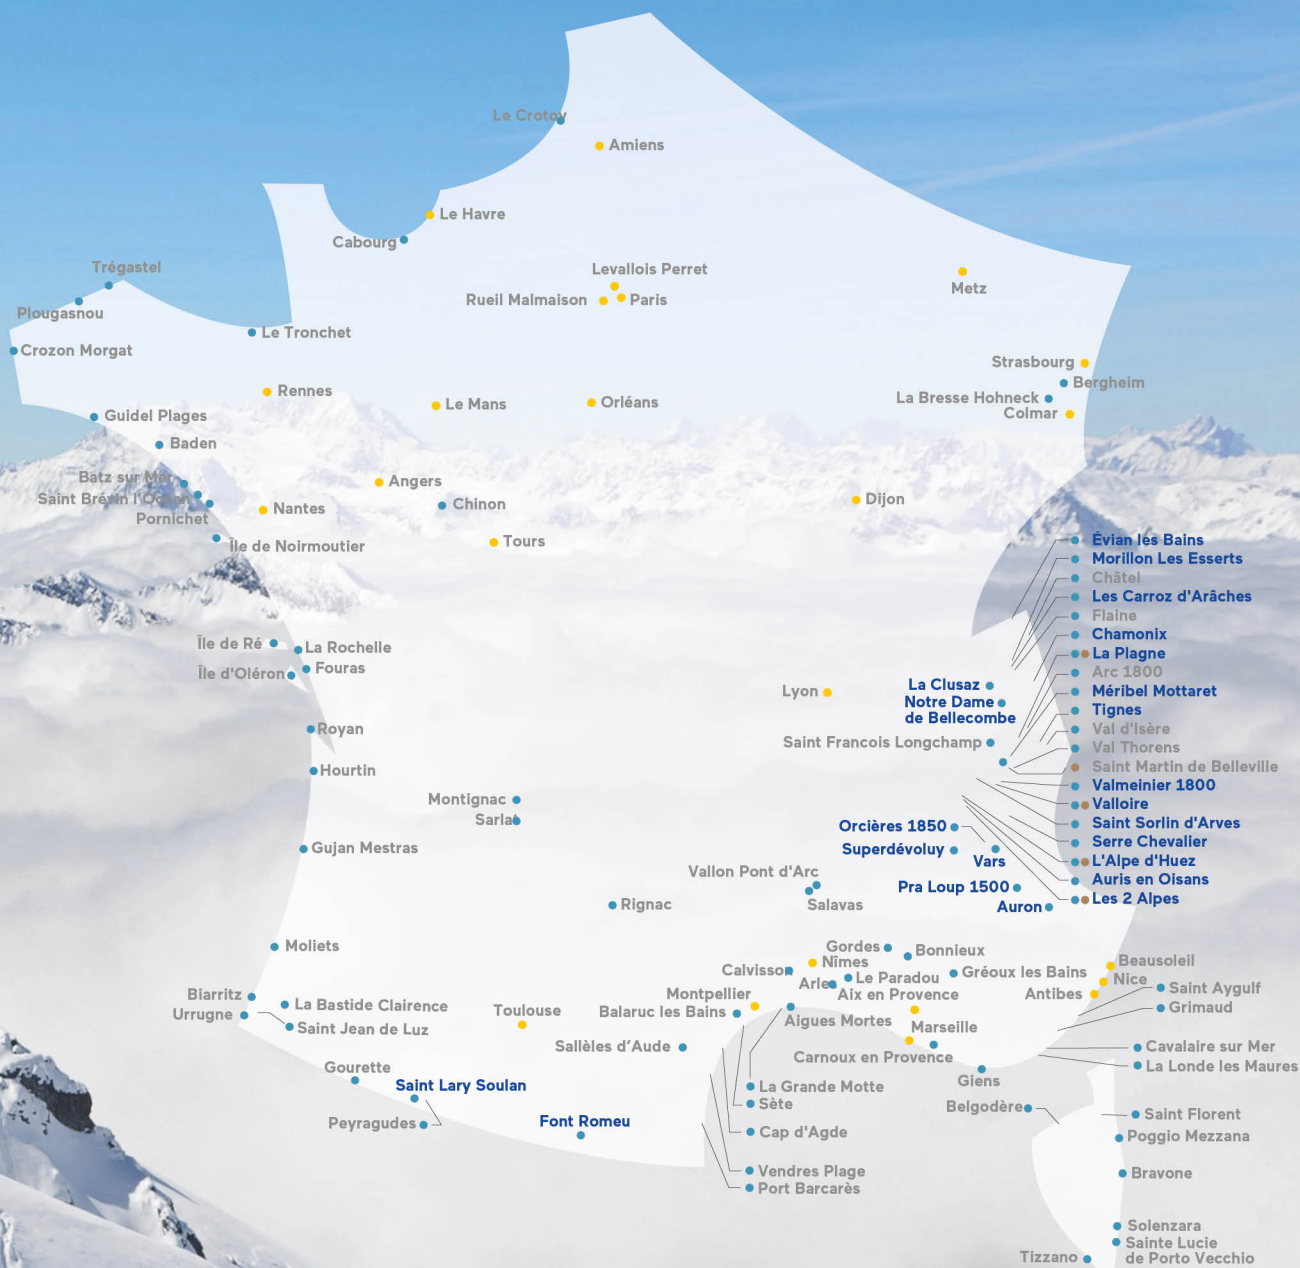 Le Crotoy
Amiens
Le Havre
Cabourg
Trégastel
Levallois Perret
Metz
Rueil Malmaison
Paris
Plougasnou
Le Tronchet
Crozon Morgat
Strasbourg
Bergheim
Rennes
La Bresse Hohneck
Le Mans
Orléans
Colmar
Guidel Plages
Baden
Batz sur Mer
Angers
Saint Brévin l'Océan
Chinon
Dijon
Nantes
Pornichet
Tours
Île de Noirmoutier
Évian les Bains
Morillon Les Esserts
Châtel
Les Carroz d'Arâches
Flaine
Chamonix
Île de Ré
La Rochelle
La Plagne
Fouras
Île d'Oléron
Arc 1800
La Clusaz
Lyon
Méribel Mottaret
Notre Dame
de Bellecombe
Tigne​s
Royan
Val d'Isère
Saint Francois Longchamp
Val Thorens
Hourtin
Saint Martin de Belleville
Valmeinier 1800
Montignac
Valloire
Sarlat
Saint Sorlin d'Arves
Orcières 1850
Serre Chevalier
Gujan Mestras
Superdévoluy
Vars
L'Alpe d'Huez
Vallon Pont d'Arc
Auris en Oisans
Pra Loup 1500
Les 2 Alpes
Rignac
Salavas
Auron
Moliets
Gordes
Bonnieux
Nîmes
Beausoleil
Calvisson
Gréoux les Bains
Le Paradou
Arles
Nice
Saint Aygulf
Biarritz
Montpellier
Aix en Provence
Antibes
La Bastide Clairence
Grimaud
Urrugne
Toulouse
Balaruc les Bains
Aigues Mortes
Marseille
Saint Jean de Luz
Sallèles d'Aude
Carnoux en Provence
Cavalaire sur Mer
La Londe les Maures
Gourette
Giens
Saint Lary Soulan
La Grande Motte
Sète
Belgodère
Saint Florent
Peyragudes
Font Romeu
Cap d'Agde
Poggio Mezzana
Vendres Plage
Bravone
Port Barcarès
Solenzara
Sainte Lucie
de Porto Vecchio
Tizzano